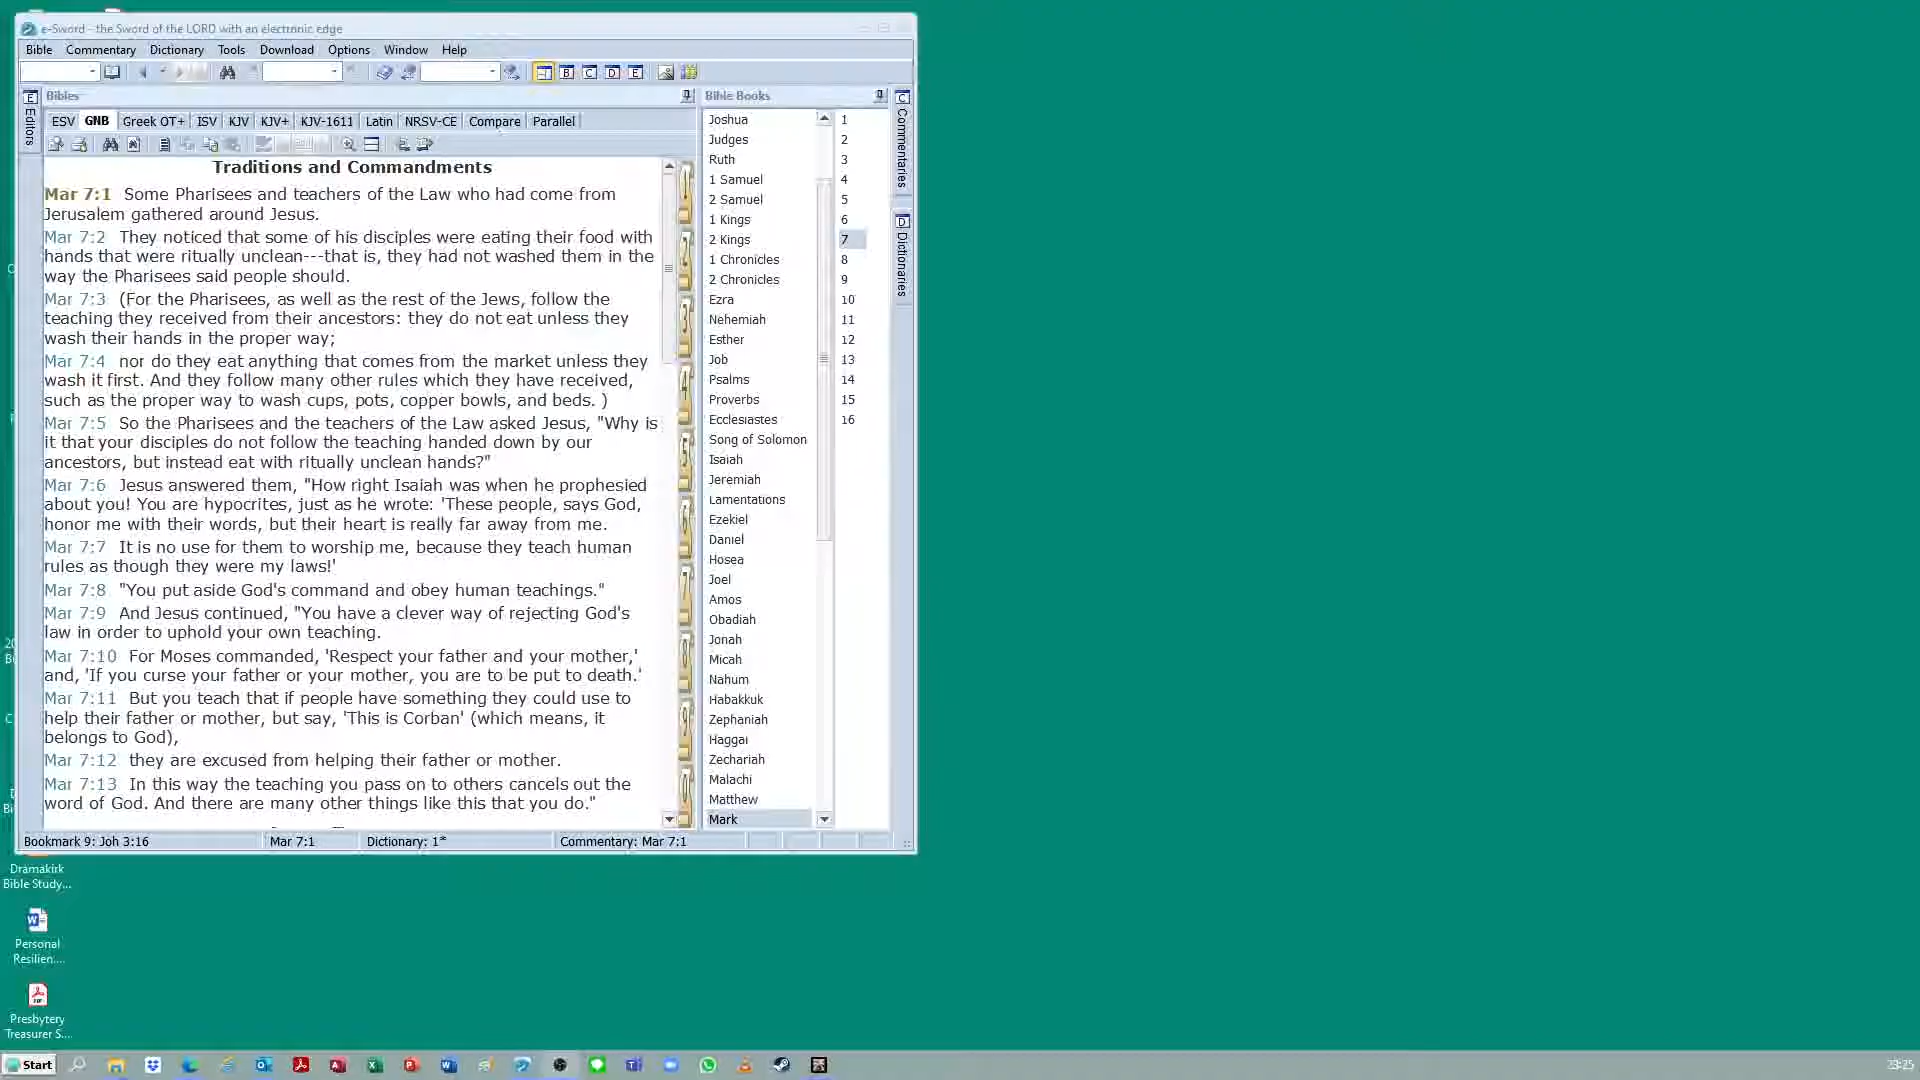 e-Sword - the Sword of the LORD with an electronic edge
Bible Commentary Dictionary Tools Download Options Window Help
B C D E
Bibles
Bible Books
ESV GNB Greek OT+ ISV KJV KJV+ KJV-1611 Latin NRSV-CE Compare Parallel
E Editors
Traditions and Commandments
Mar 7:1 Some Pharisees and teachers of the Law who had come from
Jerusalem gathered around Jesus.
Mar 7:2 They noticed that some of his disciples were eating their food with
hands that were ritually unclean---that is, they had not washed them in the
way the Pharisees said people should.
Mar 7:3 (For the Pharisees, as well as the rest of the Jews, follow the
teaching they received from their ancestors: they do not eat unless they
wash their hands in the proper way;
Mar 7:4 nor do they eat anything that comes from the market unless they
wash it first. And they follow many other rules which they have received,
such as the proper way to wash cups, pots, copper bowls, and beds. )
Mar 7:5 So the Pharisees and the teachers of the Law asked Jesus, "Why is
it that your disciples do not follow the teaching handed down by our
ancestors, but instead eat with ritually unclean hands?"
Mar 7:6 Jesus answered them, "How right Isaiah was when he prophesied
about you! You are hypocrites, just as he wrote: 'These people, says God,
honor me with their words, but their heart is really far away from me.
Mar 7:7 It is no use for them to worship me, because they teach human
rules as though they were my laws!'
Mar 7:8 "You put aside God's command and obey human teachings."
Mar 7:9 And Jesus continued, "You have a clever way of rejecting God's
law in order to uphold your own teaching.
Mar 7:10 For Moses commanded, 'Respect your father and your mother,'
and, 'If you curse your father or your mother, you are to be put to death.'
Mar 7:11 But you teach that if people have something they could use to
help their father or mother, but say, 'This is Corban' (which means, it
belongs to God),
Mar 7:12 they are excused from helping their father or mother.
Mar 7:13 In this way the teaching you pass on to others cancels out the
word of God. And there are many other things like this that you do."
1
2
3
4
5
6
7
8
9
0
Joshua
Judges
Ruth
1 Samuel
2 Samuel
1 Kings
2 Kings
1 Chronicles
2 Chronicles
Ezra
Nehemiah
Esther
Job
Psalms
Proverbs
Ecclesiastes
Song of Solomon
Isaiah
Jeremiah
Lamentations
Ezekiel
Daniel
Hosea
Joel
Amos
Obadiah
Jonah
Micah
Nahum
Habakkuk
Zephaniah
Haggai
Zechariah
Malachi
Matthew
Mark
1
2
3
4
5
6
7
8
9
10
11
12
13
14
15
16
C Commentaries
D Dictionaries
Bookmark 9: Joh 3:16 Mar 7:1 Dictionary: 1* Commentary: Mar 7:1
Dramakirk
Bible Study...
Personal
Resilien....
Presbytery
Treasurer S....
Start
23:25